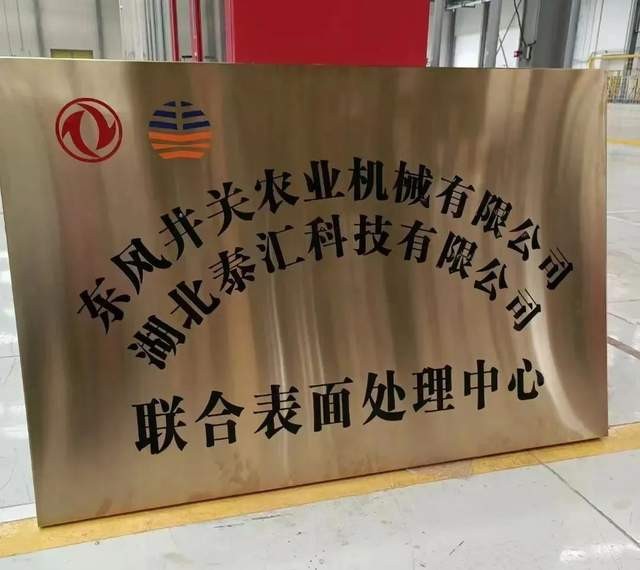 东风井关农业机械有限公司
湖北泰汇科技有限公司
联合表面处理中心